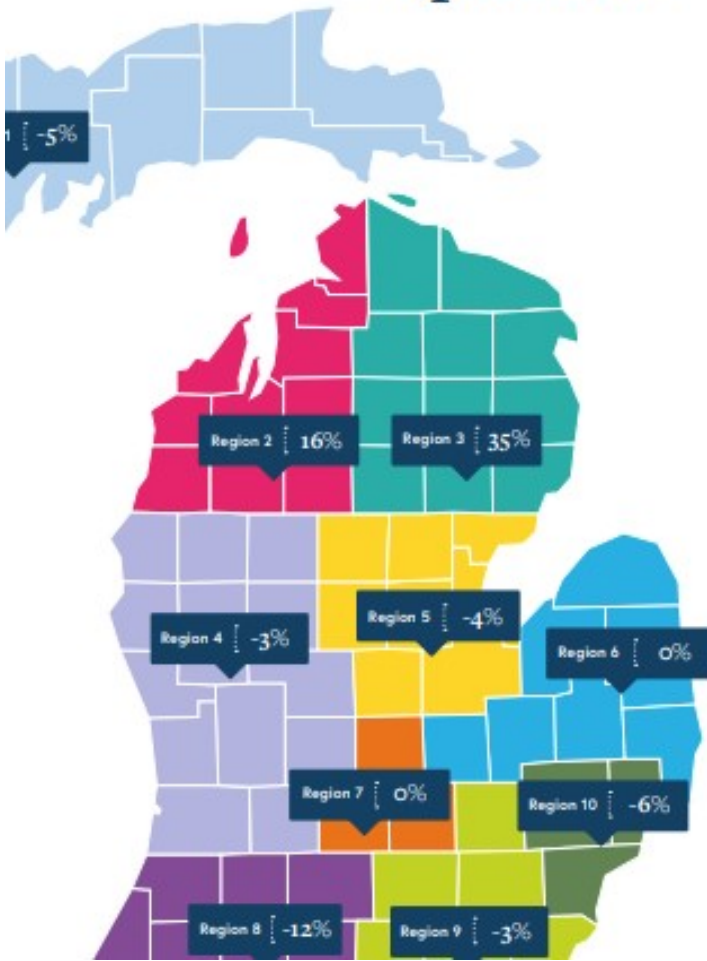 -5%
Region 2 16%
Region 3 35%
Region 5 -4%
Region 4 -3%
Region 6 0%
Region 7 0%
Region 10 -6%
Region 8 -12%
Region 9 -3%